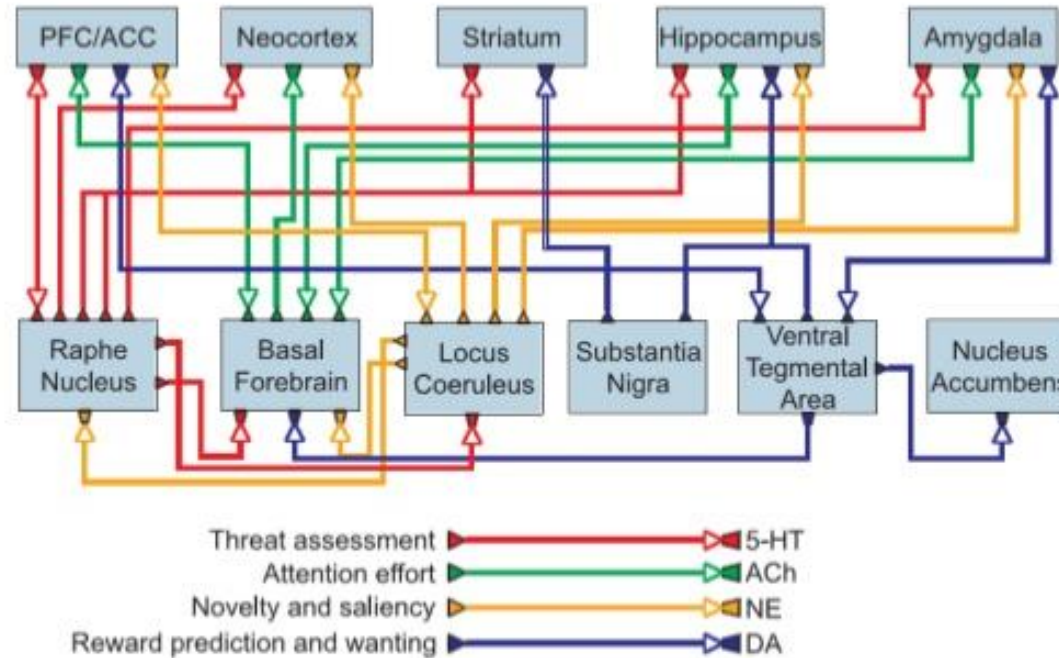 PFC/ACC
Neocortex
Striatum
Hippocampus
Amygdala
Raphe
Nucleus
Basal
Forebrain
Locus
Coeruleus
Substantia
Nigra
Ventral
Tegmental
Area
Nucleus
Accumbens
Threat assessment 5-HT
Attention effort ACh
Novelty and saliency NE
Reward prediction and wanting DA